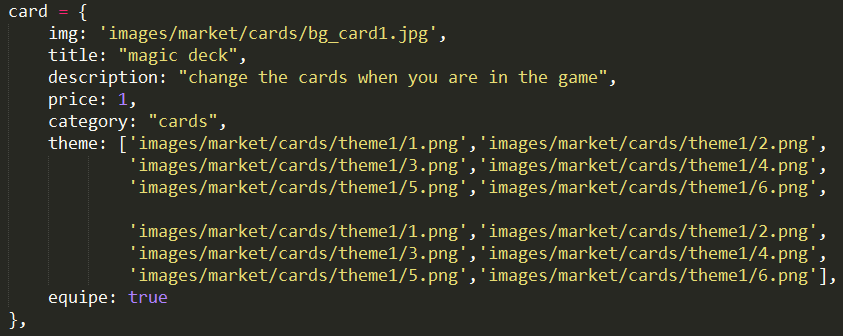 card = {
img: 'images/market/cards/bg_card1.jpg',
title: "magic deck",
description: "change the cards when you are in the game",
price: 1,
category: "cards",
theme: ['images/market/cards/theme1/1.png','images/market/cards/theme1/2.png',
'images/market/cards/theme1/3.png','images/market/cards/theme1/4.png',
'images/market/cards/theme1/5.png','images/market/cards/theme1/6.png',
'images/market/cards/theme1/1.png','images/market/cards/theme1/2.png',
'images/market/cards/theme1/3.png','images/market/cards/theme1/4.png',
'images/market/cards/theme1/5.png','images/market/cards/theme1/6.png'],
equipe: true
},